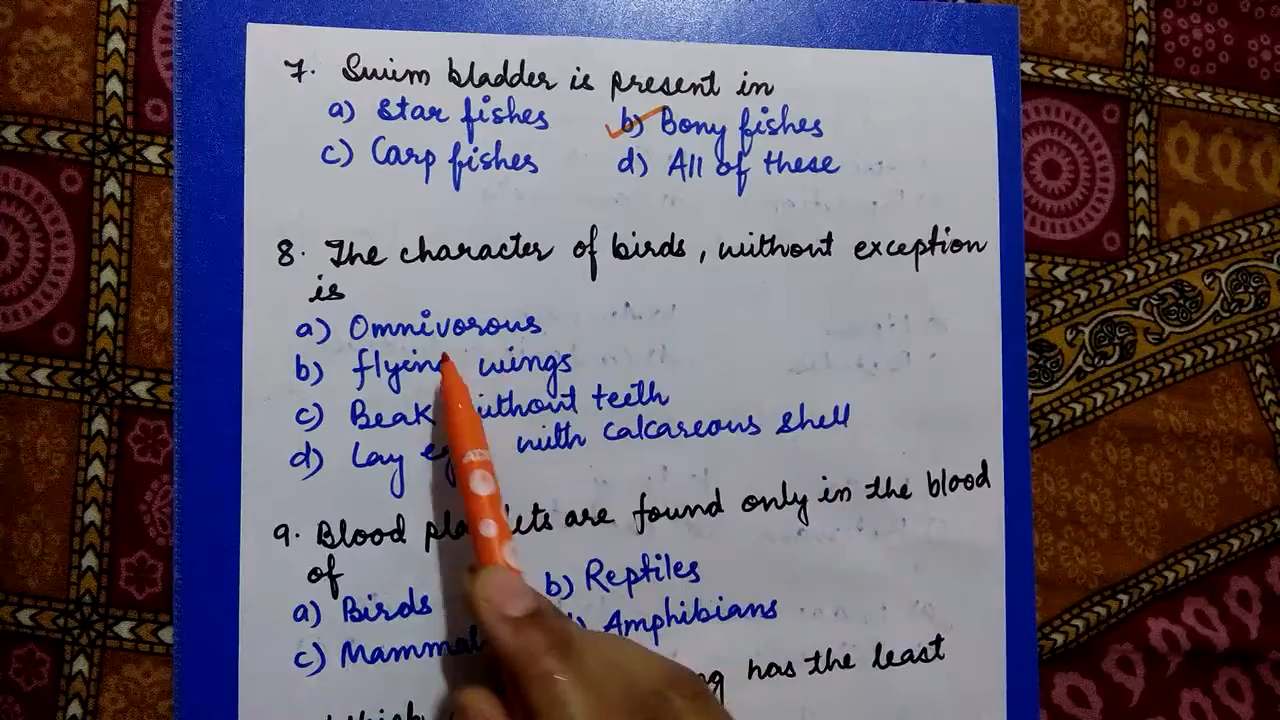 7. Swim bladder is present in
a) Star fishes b) Bony fishes
c) Carp fishes d) All of these
8. The character of birds, without exception
is
a) Omnivorous
b) flying wings
c) Beak without teeth
d) Lay with calcareous shell
9. Blood platelets are found only in the blood
of
a) Birds b) Reptiles
c) Mammals d) Amphibians
has the least